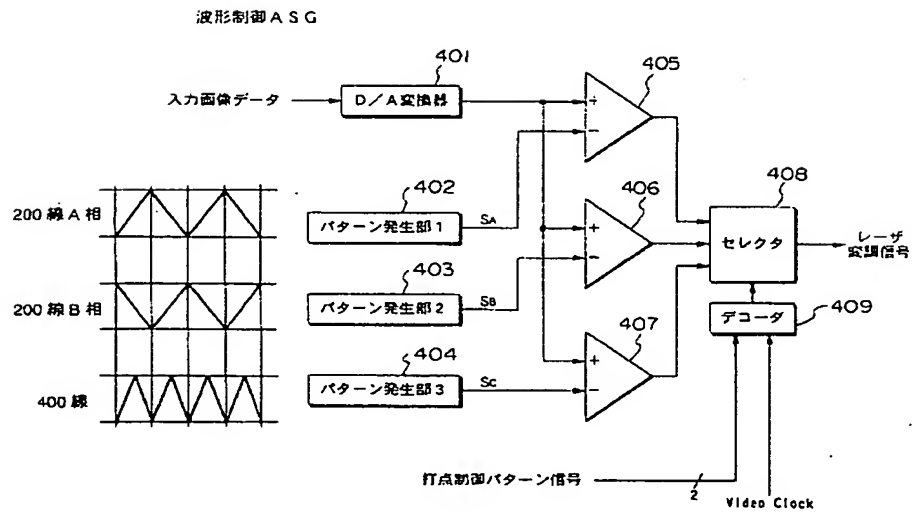 波形制御ASG
401
405
入力画像データ
D/A変換器
+
-
402
406
408
200線A相
パターン発生部1
SA
+
-
セレクタ
レーザ
変調信号
403
200線B相
パターン発生部2
SB
407
デコーダ
409
404
+
400線
パターン発生部3
SC
-
打点制御パターン信号
2
Video Clock